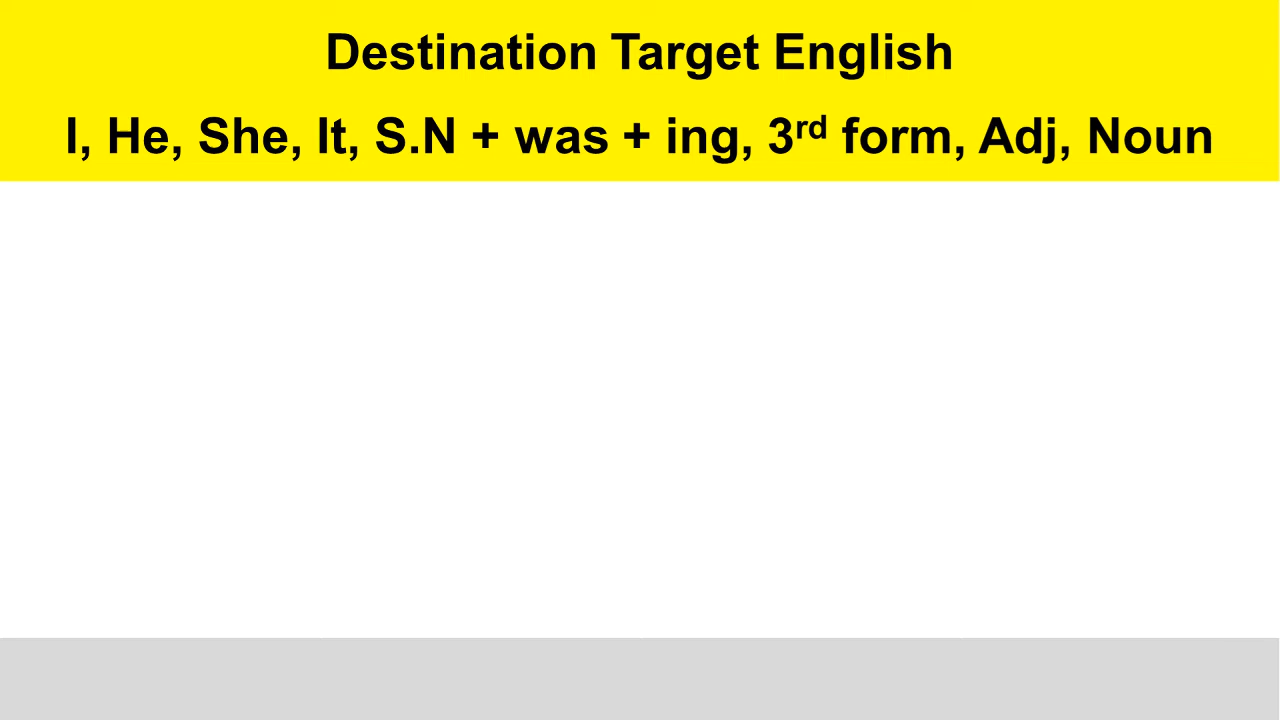 Destination Target English
I, He, She, It, S.N + was + ing, 3rd form, Adj, Noun